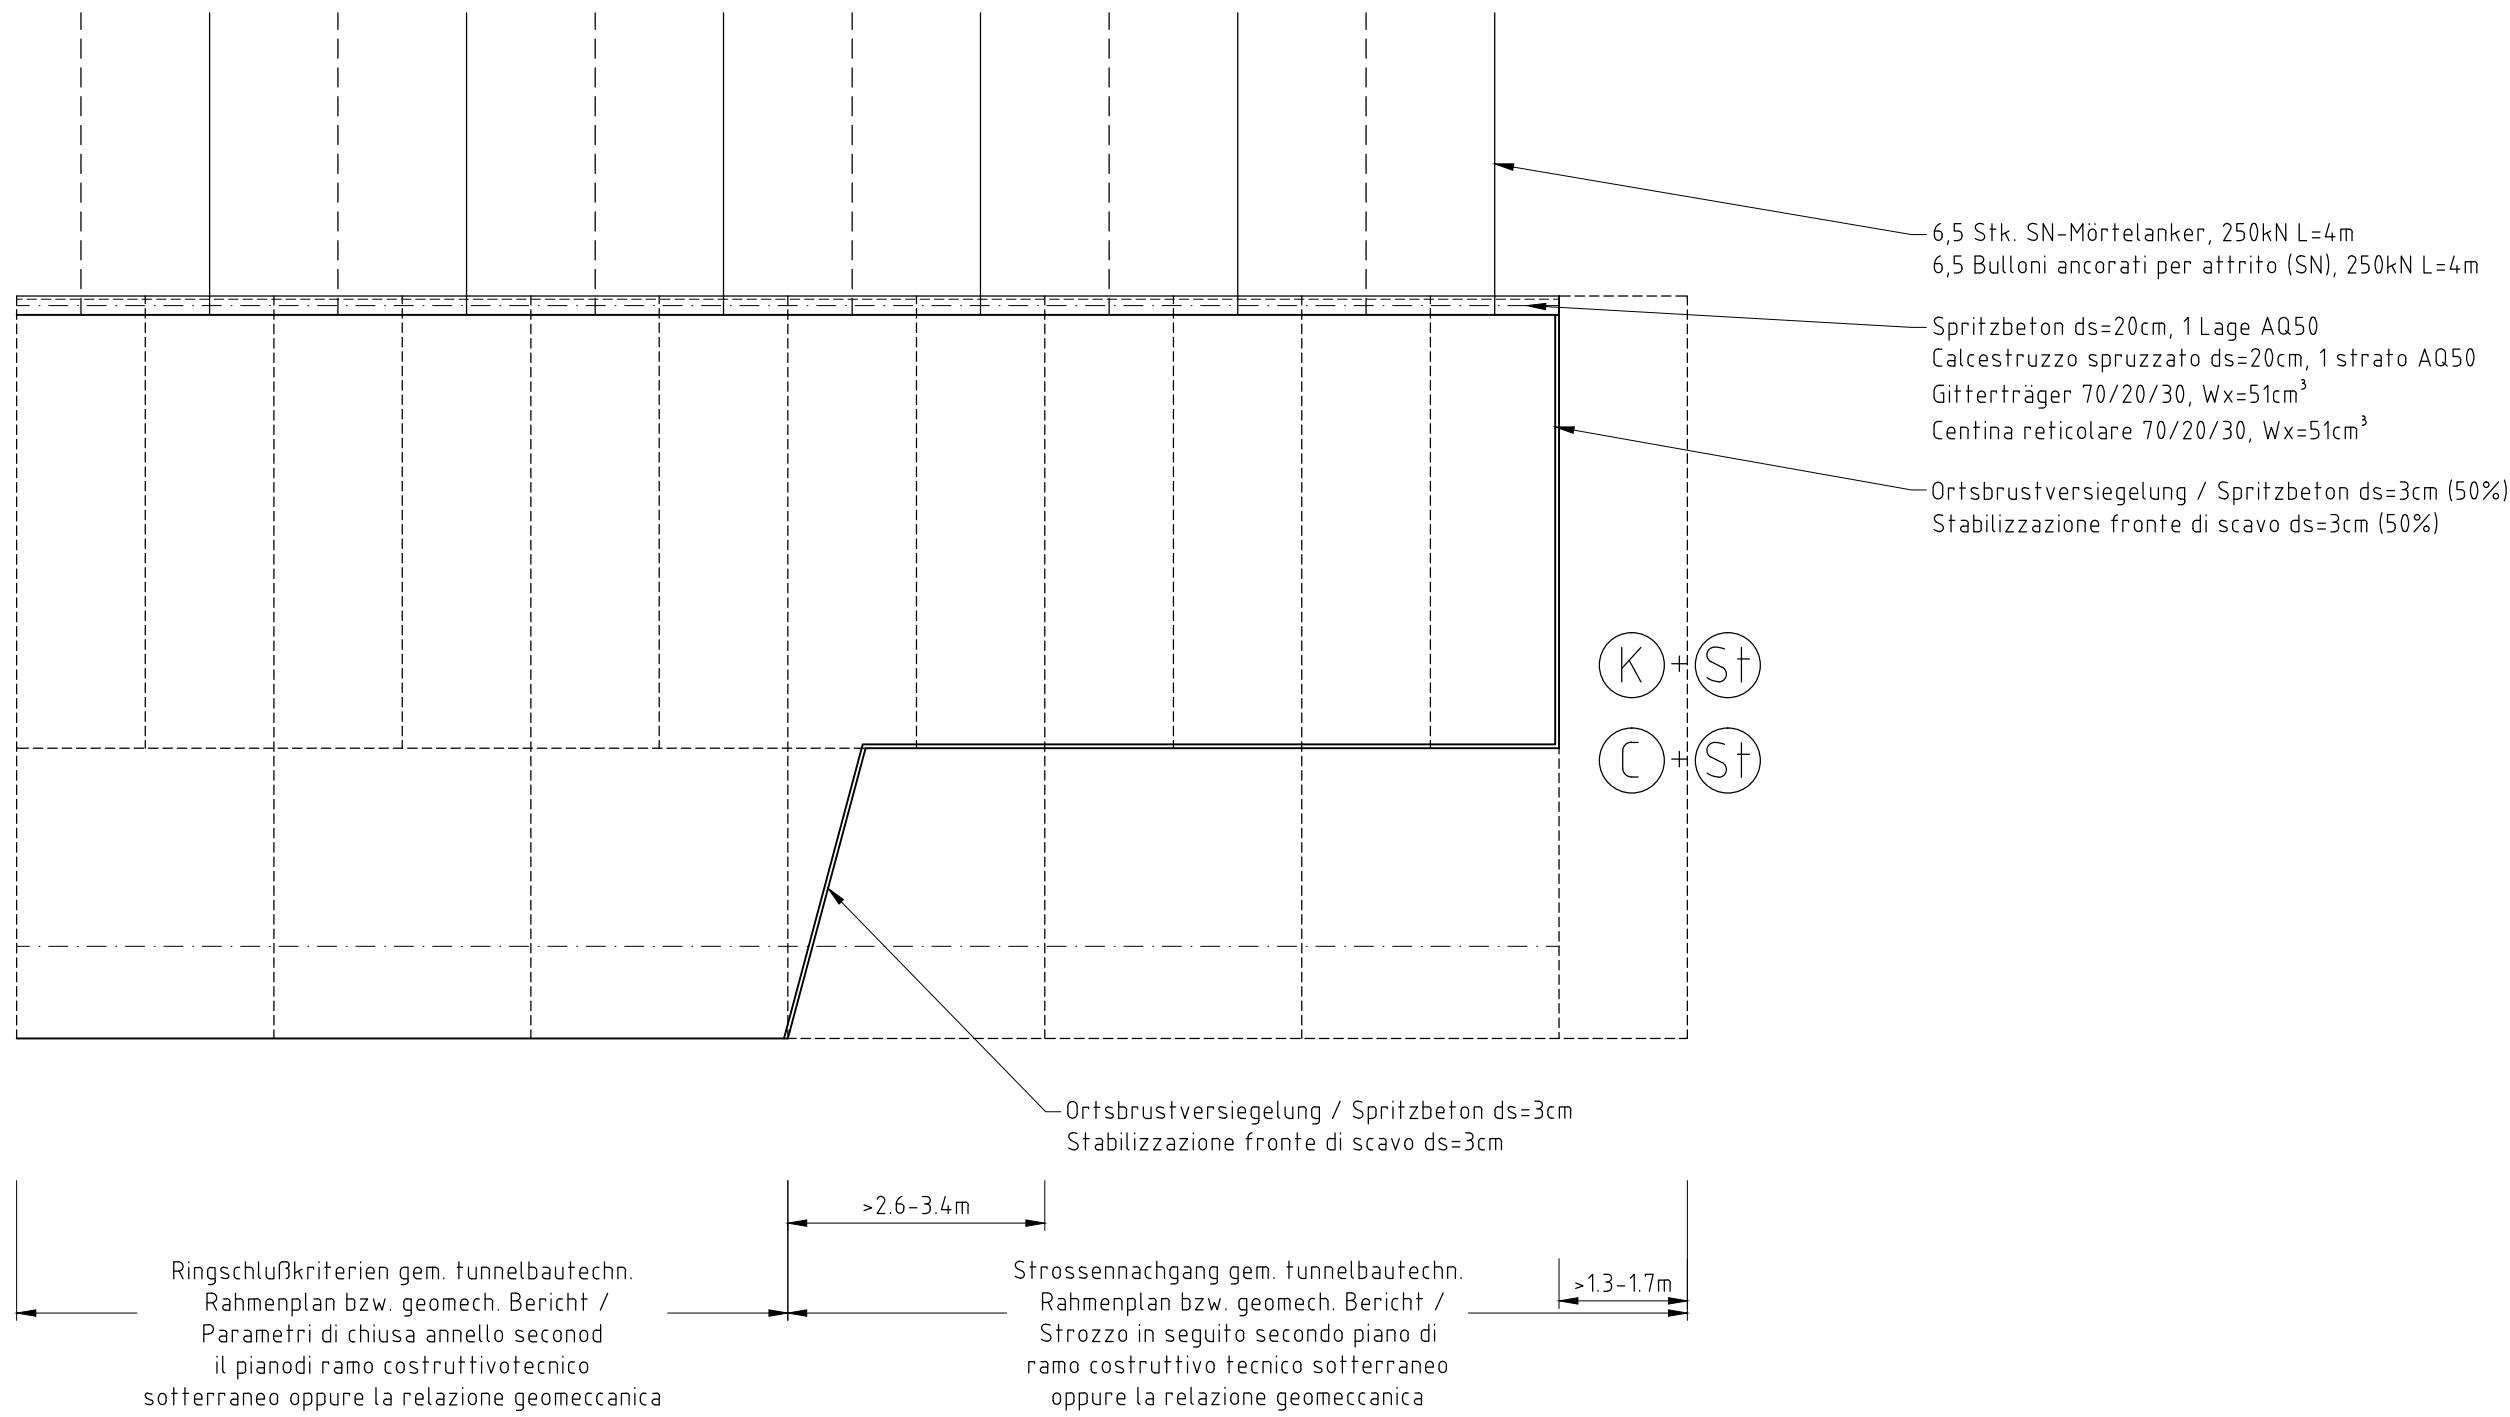 6,5 Stk. SN-Mörtelanker, 250kN L=4m
6,5 Bulloni ancorati per attrito (SN), 250kN L=4m
Spritzbeton ds=20cm, 1 Lage AQ50
Calcestruzzo spruzzato ds=20cm, 1 strato AQ50
Gitterträger 70/20/30, Wx=51cm³
Centina reticolare 70/20/30, Wx=51cm³
Ortsbrustversiegelung / Spritzbeton ds=3cm (50%)
Stabilizzazione fronte di scavo ds=3cm (50%)
K + St
C + St
Ortsbrustversiegelung / Spritzbeton ds=3cm
Stabilizzazione fronte di scavo ds=3cm
>2.6-3.4m
>1.3-1.7m
Ringschlußkriterien gem. tunnelbautechn.
Rahmenplan bzw. geomech. Bericht /
Parametri di chiusa annello seconod
il pianodi ramo costruttivotecnico
sotterraneo oppure la relazione geomeccanica
Strossennachgang gem. tunnelbautechn.
Rahmenplan bzw. geomech. Bericht /
Strozzo in seguito secondo piano di
ramo costruttivo tecnico sotterraneo
oppure la relazione geomeccanica